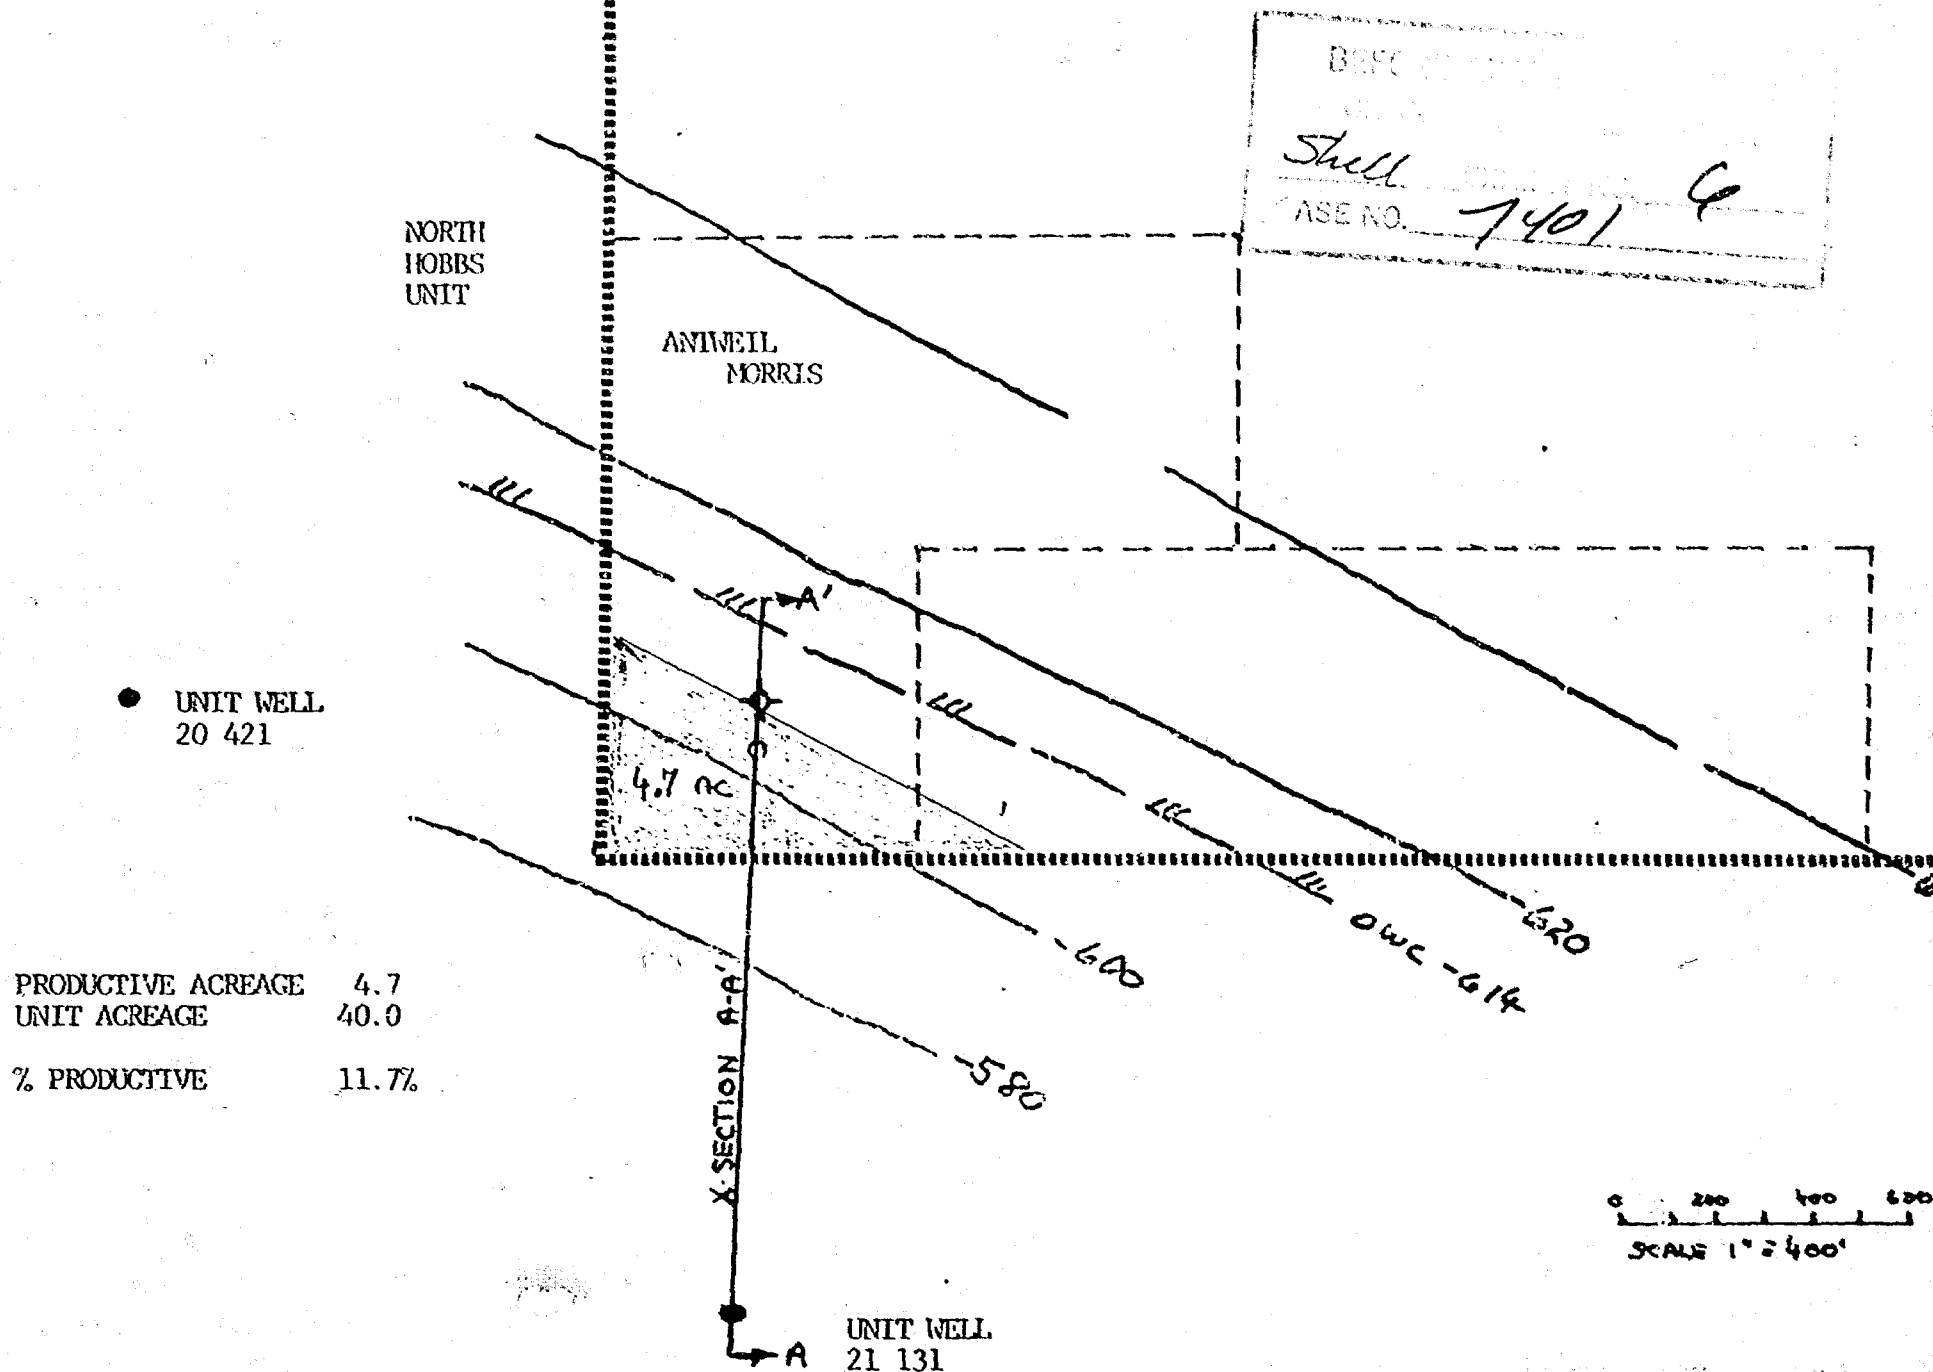 Shell 6
ASE NO. 7401
NORTH
HOBBS
UNIT
ANTWEIL
MORRIS
A'
UNIT WELL
20 421
4.7 AC
-620
OWC -614
-600
-580
PRODUCTIVE ACREAGE 4.7
UNIT ACREAGE 40.0
% PRODUCTIVE 11.7%
X-SECTION A-A'
0 200 400 600
SCALE 1" = 400'
UNIT WELL
21 131
A